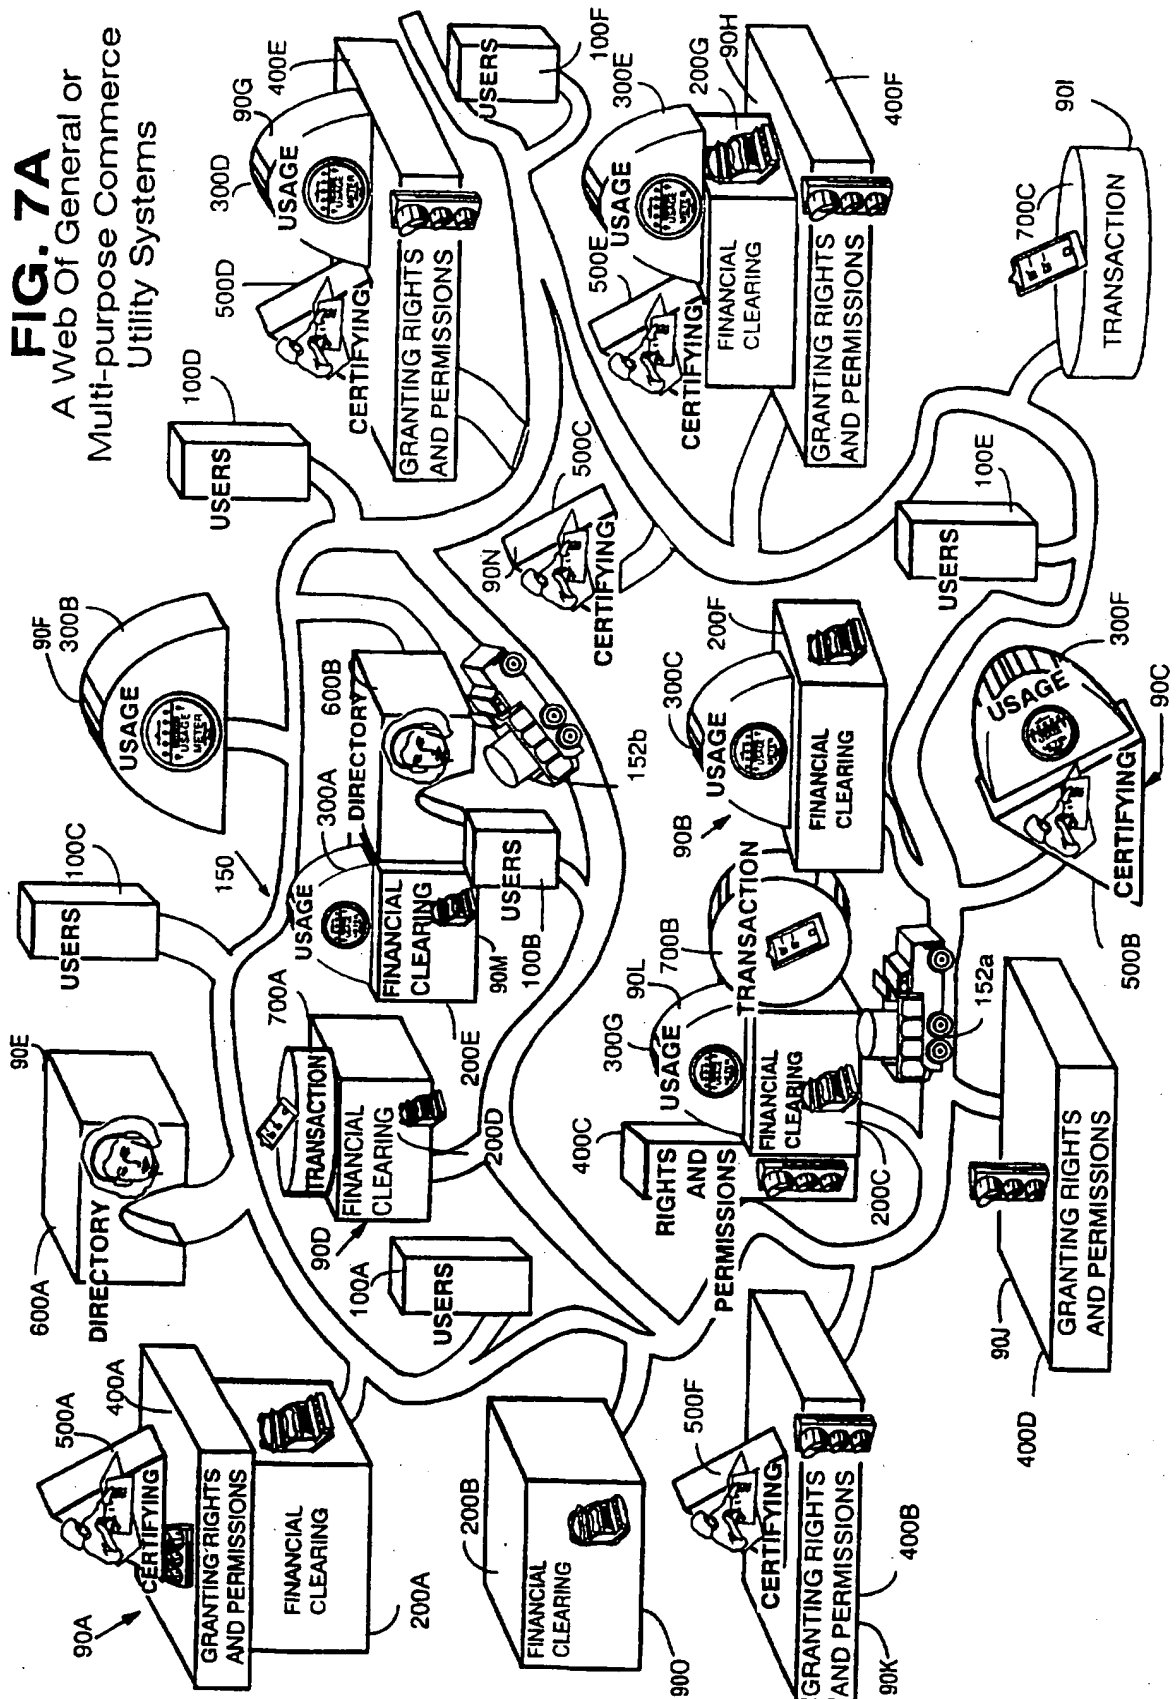 FIG. 7A
A Web Of General or
Multi-purpose Commerce
Utility Systems
90A
500A
400A
CERTIFYING
GRANTING RIGHTS
AND PERMISSIONS
FINANCIAL
CLEARING
200A
600A
90E
DIRECTORY
100C
USERS
150
90F
300B
USAGE
USAGE
METER
100D
USERS
300D
90G
400E
500D
USAGE
USAGE
METER
CERTIFYING
GRANTING RIGHTS
AND PERMISSIONS
100F
USERS
90D
700A
TRANSACTION
FINANCIAL
CLEARING
200D
100A
USERS
300A
USAGE
FINANCIAL
CLEARING
200E
90M
600B
DIRECTORY
USERS
100B
152b
90N
500C
CERTIFYING
500E
300E
200G
90H
USAGE
CERTIFYING
FINANCIAL
CLEARING
GRANTING RIGHTS
AND PERMISSIONS
400F
200B
FINANCIAL
CLEARING
90O
400C
RIGHTS
AND
PERMISSIONS
300G
90L
700B
USAGE
TRANSACTION
FINANCIAL
CLEARING
200C
152a
90B
300C
200F
USAGE
FINANCIAL
CLEARING
100E
USERS
700C
90I
TRANSACTION
500F
CERTIFYING
GRANTING RIGHTS
AND PERMISSIONS
400B
90K
90J
GRANTING RIGHTS
AND PERMISSIONS
400D
500B
CERTIFYING
USAGE
300F
90C